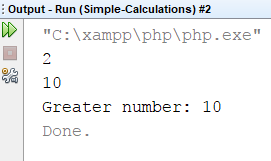 Output - Run (Simple-Calculations) #2
"C:\xampp\php\php.exe"
2
10
Greater number: 10
Done.